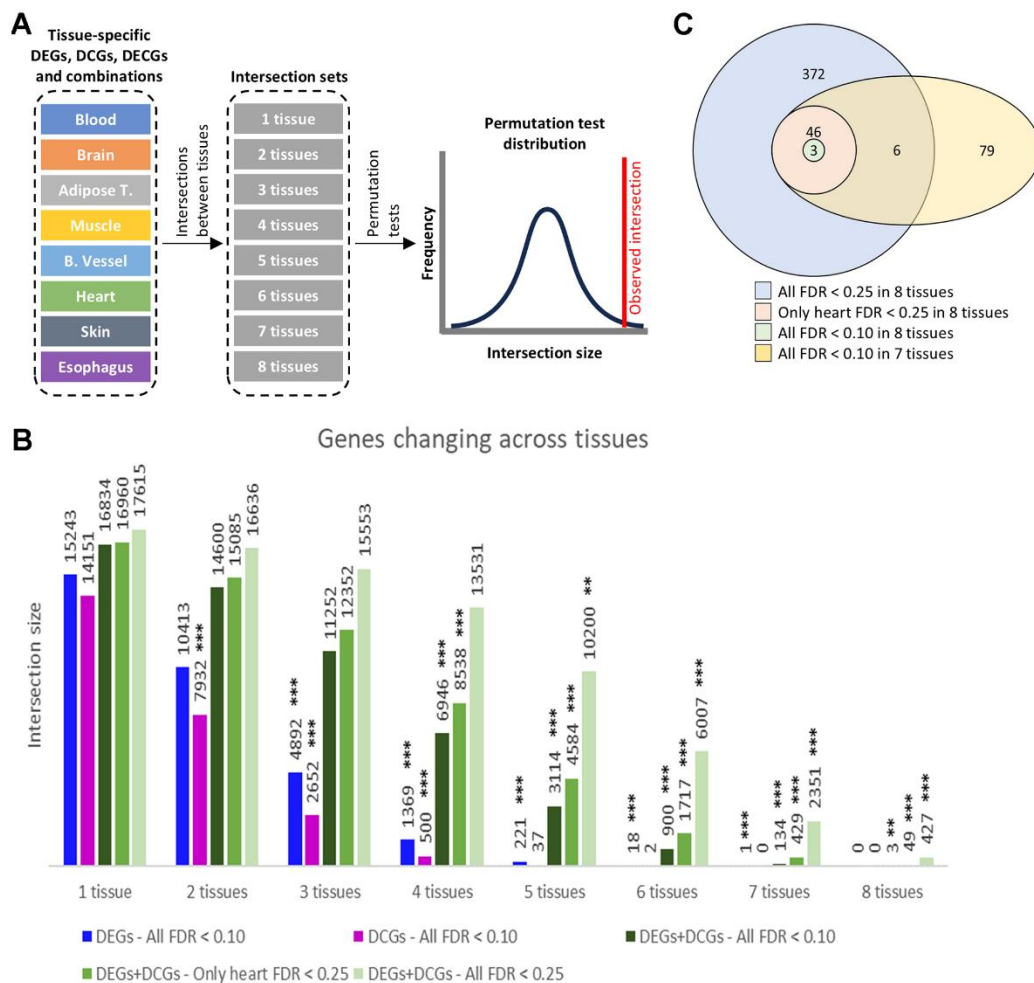 A
Tissue-specific
DEGs, DCGs, DECGs
and combinations
Blood
Brain
Adipose T.
Muscle
B. Vessel
Heart
Skin
Esophagus
Intersections
between tissues
Intersection sets
1 tissue
2 tissues
3 tissues
4 tissues
5 tissues
6 tissues
7 tissues
8 tissues
Permutation
tests
Permutation test
distribution
Frequency
Observed intersection
Intersection size
C
372
46
3
6
79
All FDR < 0.25 in 8 tissues
Only heart FDR < 0.25 in 8 tissues
All FDR < 0.10 in 8 tissues
All FDR < 0.10 in 7 tissues
B
Genes changing across tissues
Intersection size
15243
14151
16834
16960
17615
10413
7932 ***
14600
15085
16636
4892 ***
2652 ***
11252
12352
15553
1369 ***
500 ***
6946 ***
8538 ***
13531
221 ***
37
3114 ***
4584 ***
10200 **
18 ***
2
900 ***
1717 ***
6007 ***
1 ***
0
134 ***
429 ***
2351 ***
0
0
3 **
49 ***
427 ***
1 tissue
2 tissues
3 tissues
4 tissues
5 tissues
6 tissues
7 tissues
8 tissues
DEGs - All FDR < 0.10
DCGs - All FDR < 0.10
DEGs+DCGs - All FDR < 0.10
DEGs+DCGs - Only heart FDR < 0.25
DEGs+DCGs - All FDR < 0.25